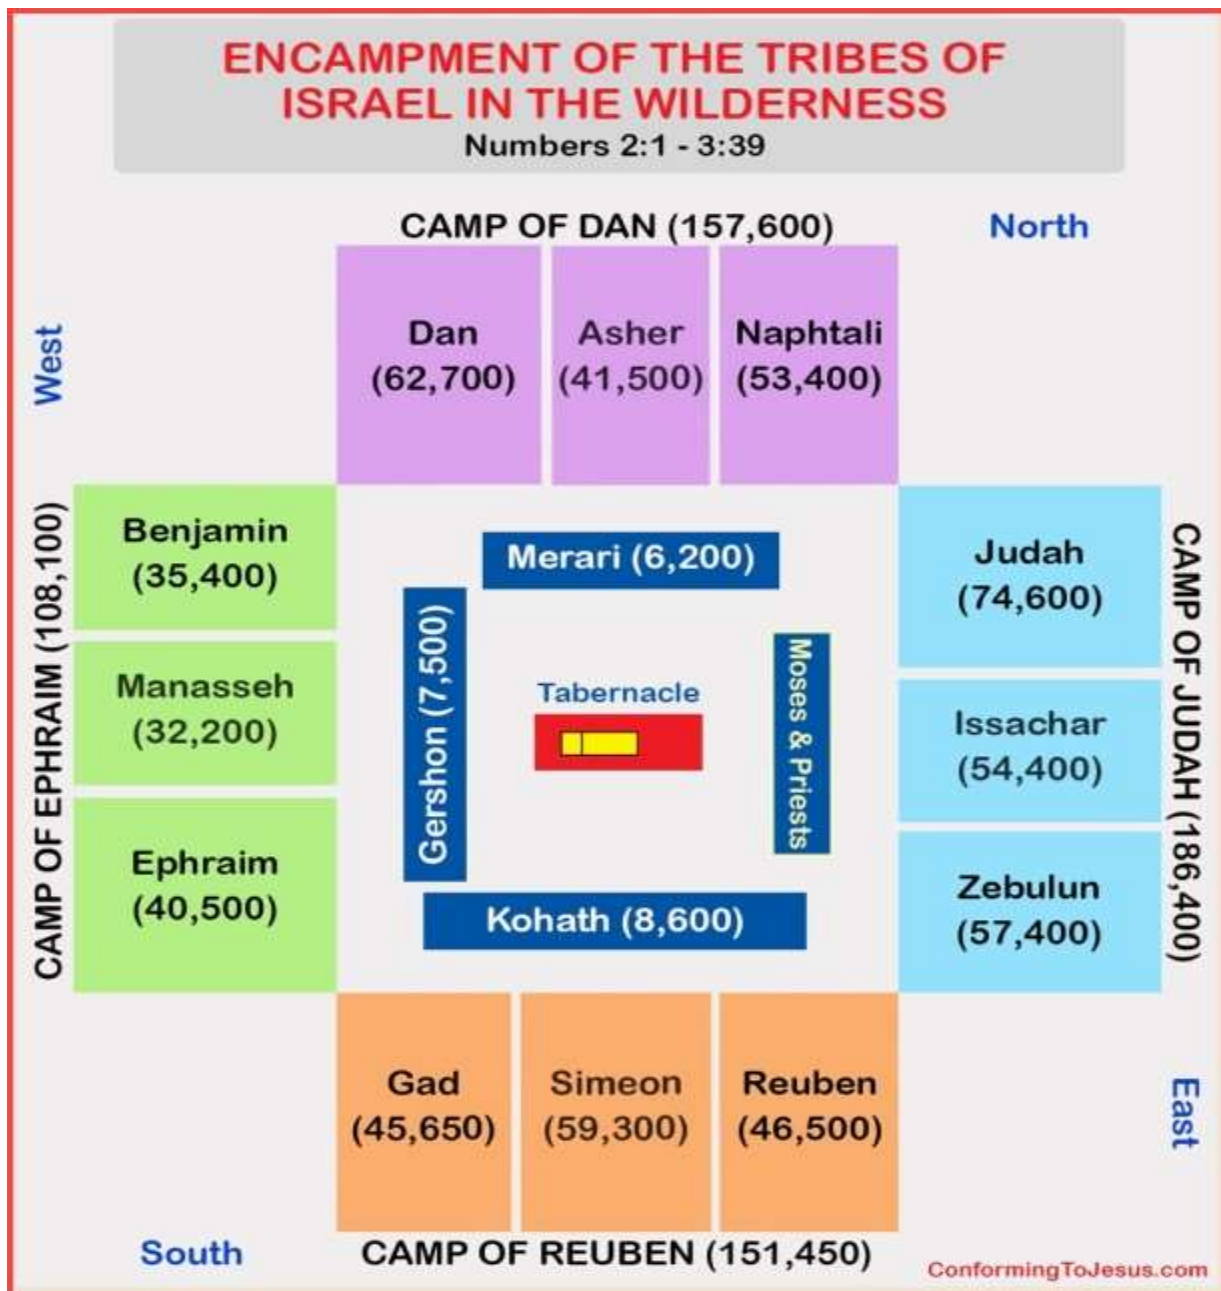 ENCAMPMENT OF THE TRIBES OF
ISRAEL IN THE WILDERNESS
Numbers 2:1 - 3:39
CAMP OF DAN (157,600)
North
West
Dan
(62,700)
Asher
(41,500)
Naphtali
(53,400)
CAMP OF EPHRAIM (108,100)
Benjamin
(35,400)
Manasseh
(32,200)
Ephraim
(40,500)
Merari (6,200)
Gershon (7,500)
Tabernacle
Moses & Priests
Kohath (8,600)
Judah
(74,600)
Issachar
(54,400)
Zebulun
(57,400)
CAMP OF JUDAH (186,400)
Gad
(45,650)
Simeon
(59,300)
Reuben
(46,500)
East
South
CAMP OF REUBEN (151,450)
ConformingToJesus.com